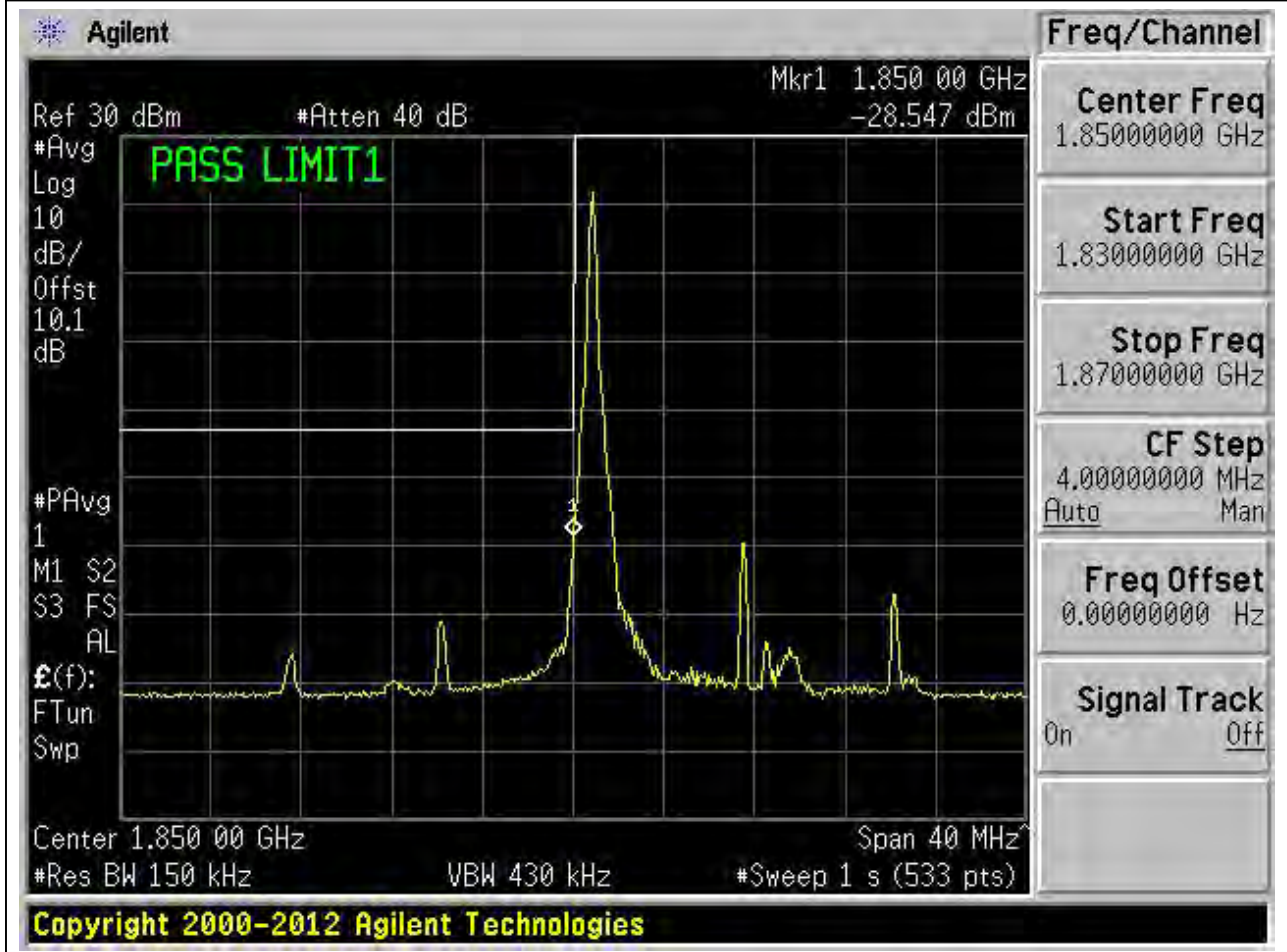 Agilent
Freq/Channel
Mkr1 1.850 00 GHz
Ref 30 dBm #Atten 40 dB -28.547 dBm
#Avg
Log
10
dB/
Offst
10.1
dB
PASS LIMIT1
#PAvg
1
M1 S2
S3 FS
AL
£(f):
FTun
Swp
1
Center 1.850 00 GHz Span 40 MHz^
#Res BW 150 kHz VBW 430 kHz #Sweep 1 s (533 pts)
Center Freq
1.85000000 GHz
Start Freq
1.83000000 GHz
Stop Freq
1.87000000 GHz
CF Step
4.00000000 MHz
Auto Man
Freq Offset
0.00000000 Hz
Signal Track
On Off
Copyright 2000-2012 Agilent Technologies